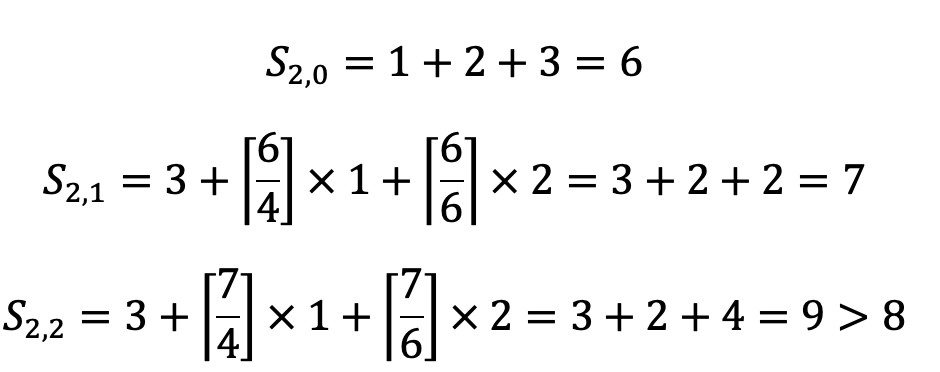 S₂,₀ = 1 + 2 + 3 = 6
S₂,₁ = 3 + ⌈6/4⌉ × 1 + ⌈6/6⌉ × 2 = 3 + 2 + 2 = 7
S₂,₂ = 3 + ⌈7/4⌉ × 1 + ⌈7/6⌉ × 2 = 3 + 2 + 4 = 9 > 8